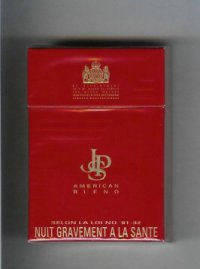 JPS
AMERICAN
BLEND
SELON LA LOI NO. 91-32
NUIT GRAVEMENT A LA SANTE